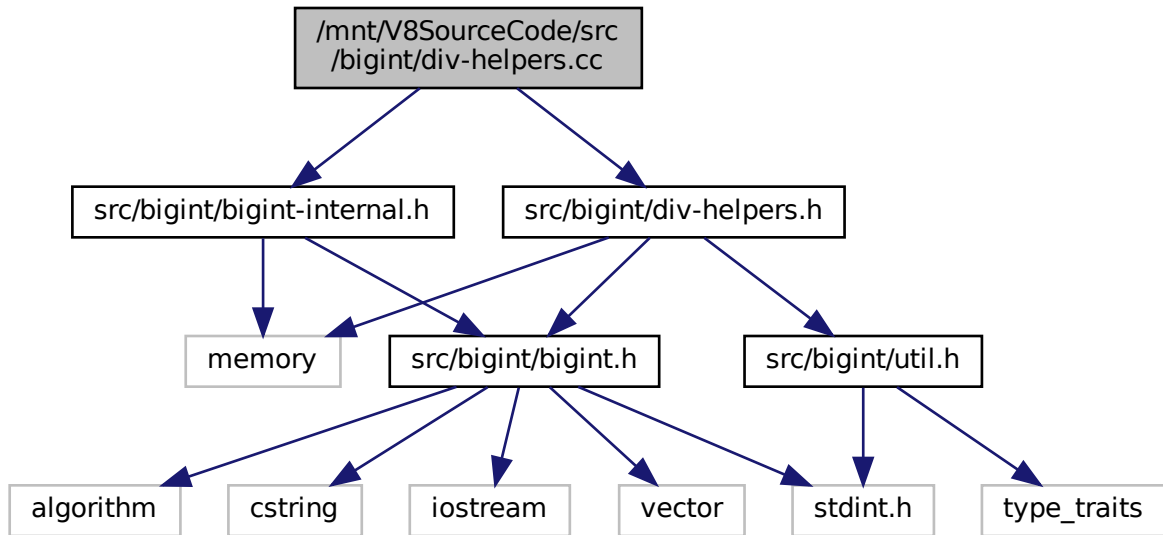 /mnt/V8SourceCode/src
/bigint/div-helpers.cc
src/bigint/bigint-internal.h
src/bigint/div-helpers.h
memory
src/bigint/bigint.h
src/bigint/util.h
algorithm
cstring
iostream
vector
stdint.h
type_traits